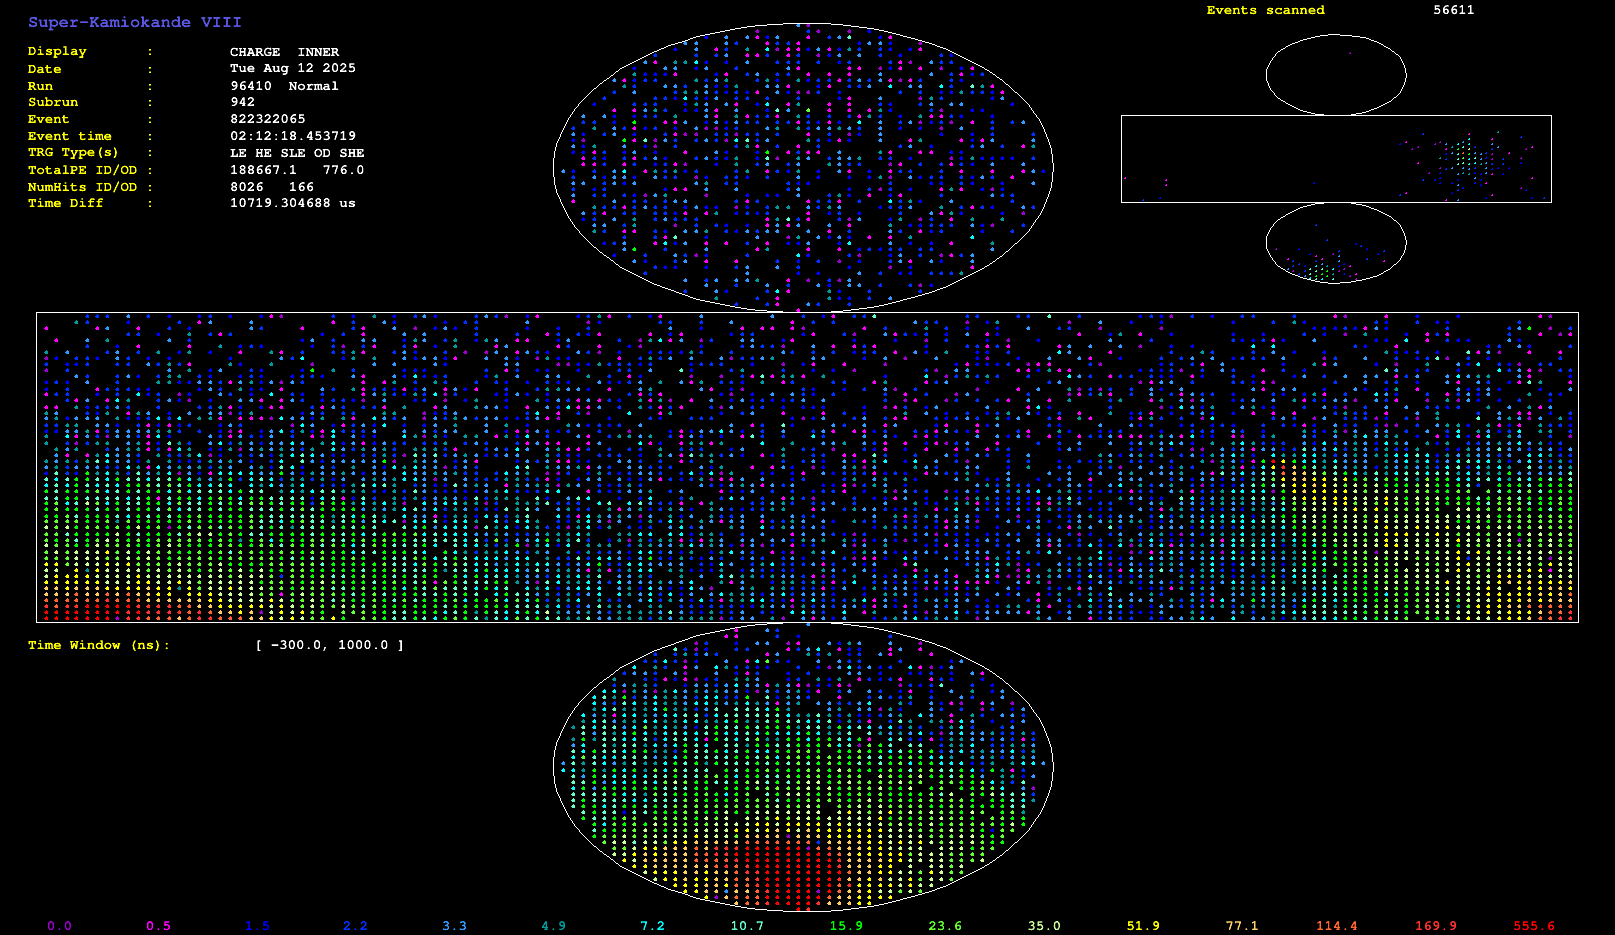 Super-Kamiokande VIII
Events scanned 56611
Display : CHARGE INNER
Date : Tue Aug 12 2025
Run : 96410 Normal
Subrun : 942
Event : 822322065
Event time : 02:12:18.453719
TRG Type(s) : LE HE SLE OD SHE
TotalPE ID/OD : 188667.1 776.0
NumHits ID/OD : 8026 166
Time Diff : 10719.304688 us
Time Window (ns): [ -300.0, 1000.0 ]
0.0 0.5 1.5 2.2 3.3 4.9 7.2 10.7 15.9 23.6 35.0 51.9 77.1 114.4 169.9 555.6